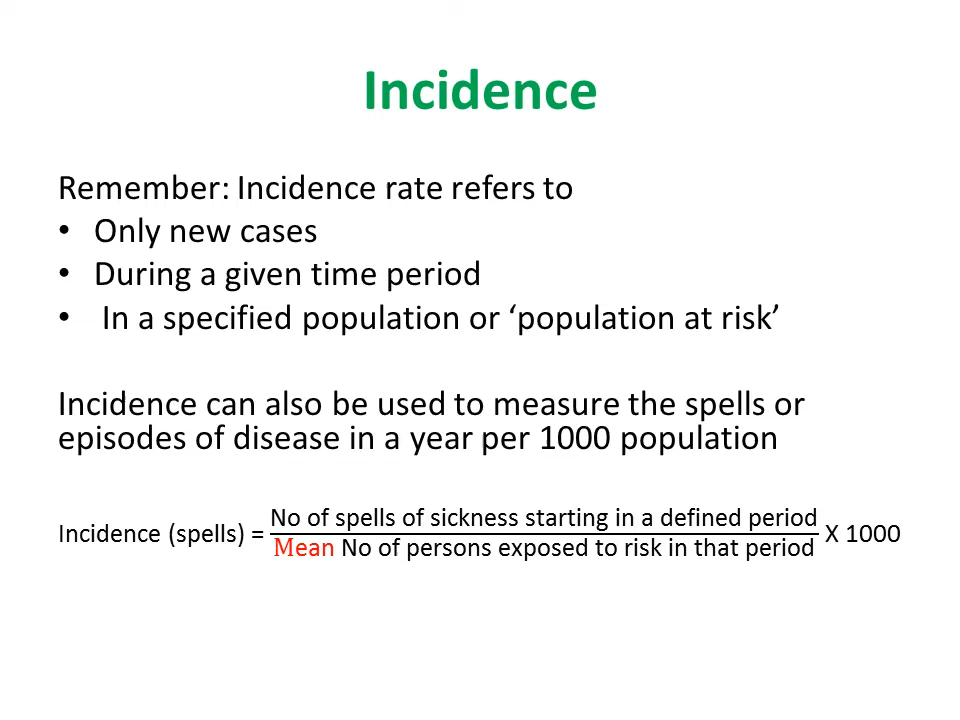 Incidence
Remember: Incidence rate refers to
• Only new cases
• During a given time period
• In a specified population or ‘population at risk’
Incidence can also be used to measure the spells or
episodes of disease in a year per 1000 population
No of spells of sickness starting in a defined period
Incidence (spells) = X 1000
Mean No of persons exposed to risk in that period